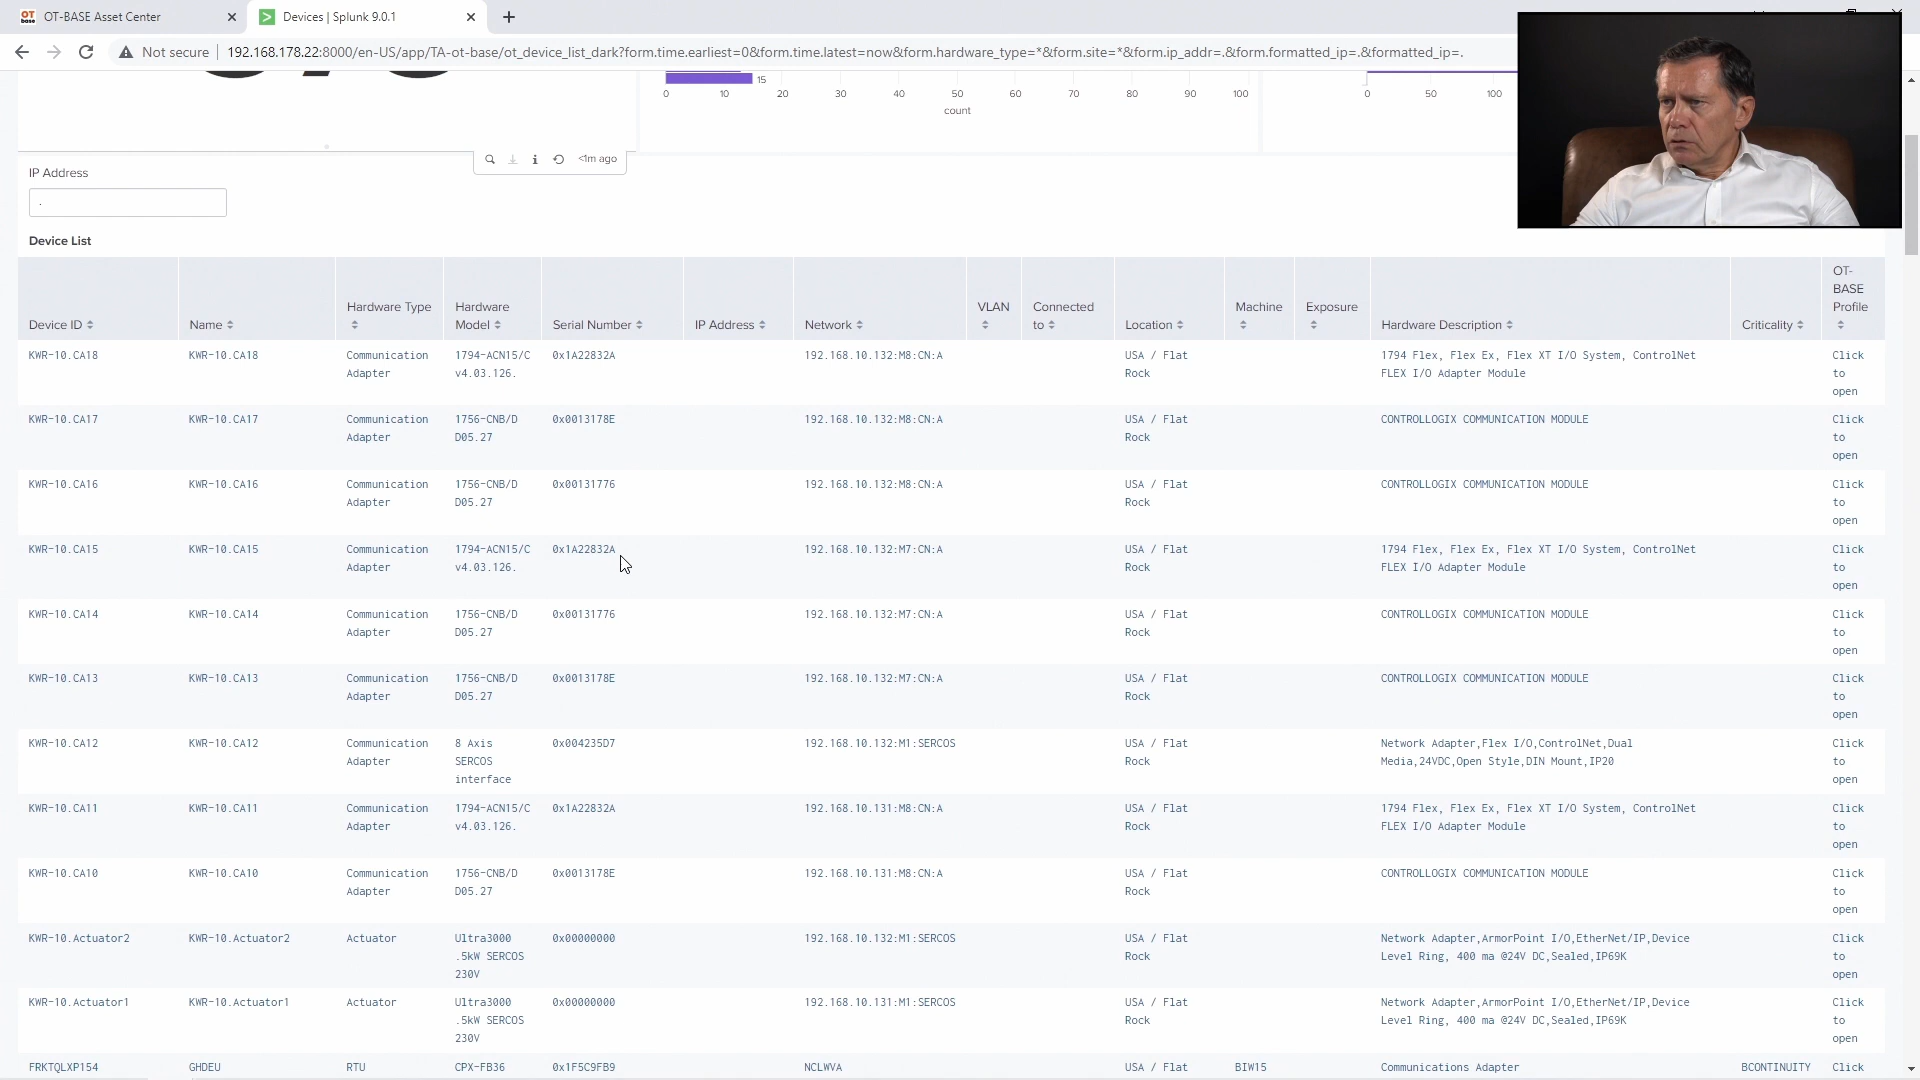 OT-BASE Asset Center
Devices | Splunk 9.0.1
Not secure
192.168.178.22:8000/en-US/app/TA-ot-base/ot_device_list_dark?form.time.earliest=0&form.time.latest=now&form.hardware_type=*&form.site=*&form.ip_addr=.&form.formatted_ip=.&formatted_ip=.
15
0 10 20 30 40 50 60 70 80 90 100
count
0 50 100
<1m ago
IP Address
.
Device List
Device ID Name Hardware Type Hardware Model Serial Number IP Address Network VLAN Connected to Location Machine Exposure Hardware Description Criticality OT-BASE Profile
KWR-10.CA18 KWR-10.CA18 Communication Adapter 1794-ACN15/C v4.03.126. 0x1A22832A 192.168.10.132:M8:CN:A USA / Flat Rock 1794 Flex, Flex Ex, Flex XT I/O System, ControlNet FLEX I/O Adapter Module Click to open
KWR-10.CA17 KWR-10.CA17 Communication Adapter 1756-CNB/D D05.27 0x0013178E 192.168.10.132:M8:CN:A USA / Flat Rock CONTROLLOGIX COMMUNICATION MODULE Click to open
KWR-10.CA16 KWR-10.CA16 Communication Adapter 1756-CNB/D D05.27 0x00131776 192.168.10.132:M8:CN:A USA / Flat Rock CONTROLLOGIX COMMUNICATION MODULE Click to open
KWR-10.CA15 KWR-10.CA15 Communication Adapter 1794-ACN15/C v4.03.126. 0x1A22832A 192.168.10.132:M7:CN:A USA / Flat Rock 1794 Flex, Flex Ex, Flex XT I/O System, ControlNet FLEX I/O Adapter Module Click to open
KWR-10.CA14 KWR-10.CA14 Communication Adapter 1756-CNB/D D05.27 0x00131776 192.168.10.132:M7:CN:A USA / Flat Rock CONTROLLOGIX COMMUNICATION MODULE Click to open
KWR-10.CA13 KWR-10.CA13 Communication Adapter 1756-CNB/D D05.27 0x0013178E 192.168.10.132:M7:CN:A USA / Flat Rock CONTROLLOGIX COMMUNICATION MODULE Click to open
KWR-10.CA12 KWR-10.CA12 Communication Adapter 8 Axis SERCOS interface 0x004235D7 192.168.10.132:M1:SERCOS USA / Flat Rock Network Adapter,Flex I/O,ControlNet,Dual Media,24VDC,Open Style,DIN Mount,IP20 Click to open
KWR-10.CA11 KWR-10.CA11 Communication Adapter 1794-ACN15/C v4.03.126. 0x1A22832A 192.168.10.131:M8:CN:A USA / Flat Rock 1794 Flex, Flex Ex, Flex XT I/O System, ControlNet FLEX I/O Adapter Module Click to open
KWR-10.CA10 KWR-10.CA10 Communication Adapter 1756-CNB/D D05.27 0x0013178E 192.168.10.131:M8:CN:A USA / Flat Rock CONTROLLOGIX COMMUNICATION MODULE Click to open
KWR-10.Actuator2 KWR-10.Actuator2 Actuator Ultra3000 .5kW SERCOS 230V 0x00000000 192.168.10.132:M1:SERCOS USA / Flat Rock Network Adapter,ArmorPoint I/O,EtherNet/IP,Device Level Ring, 400 ma @24V DC,Sealed,IP69K Click to open
KWR-10.Actuator1 KWR-10.Actuator1 Actuator Ultra3000 .5kW SERCOS 230V 0x00000000 192.168.10.131:M1:SERCOS USA / Flat Rock Network Adapter,ArmorPoint I/O,EtherNet/IP,Device Level Ring, 400 ma @24V DC,Sealed,IP69K Click to open
FRKTQLXP154 GHDEU RTU CPX-FB36 0x1F5C9FB9 NCLWVA USA / Flat BIW15 Communications Adapter BCONTINUITY Click